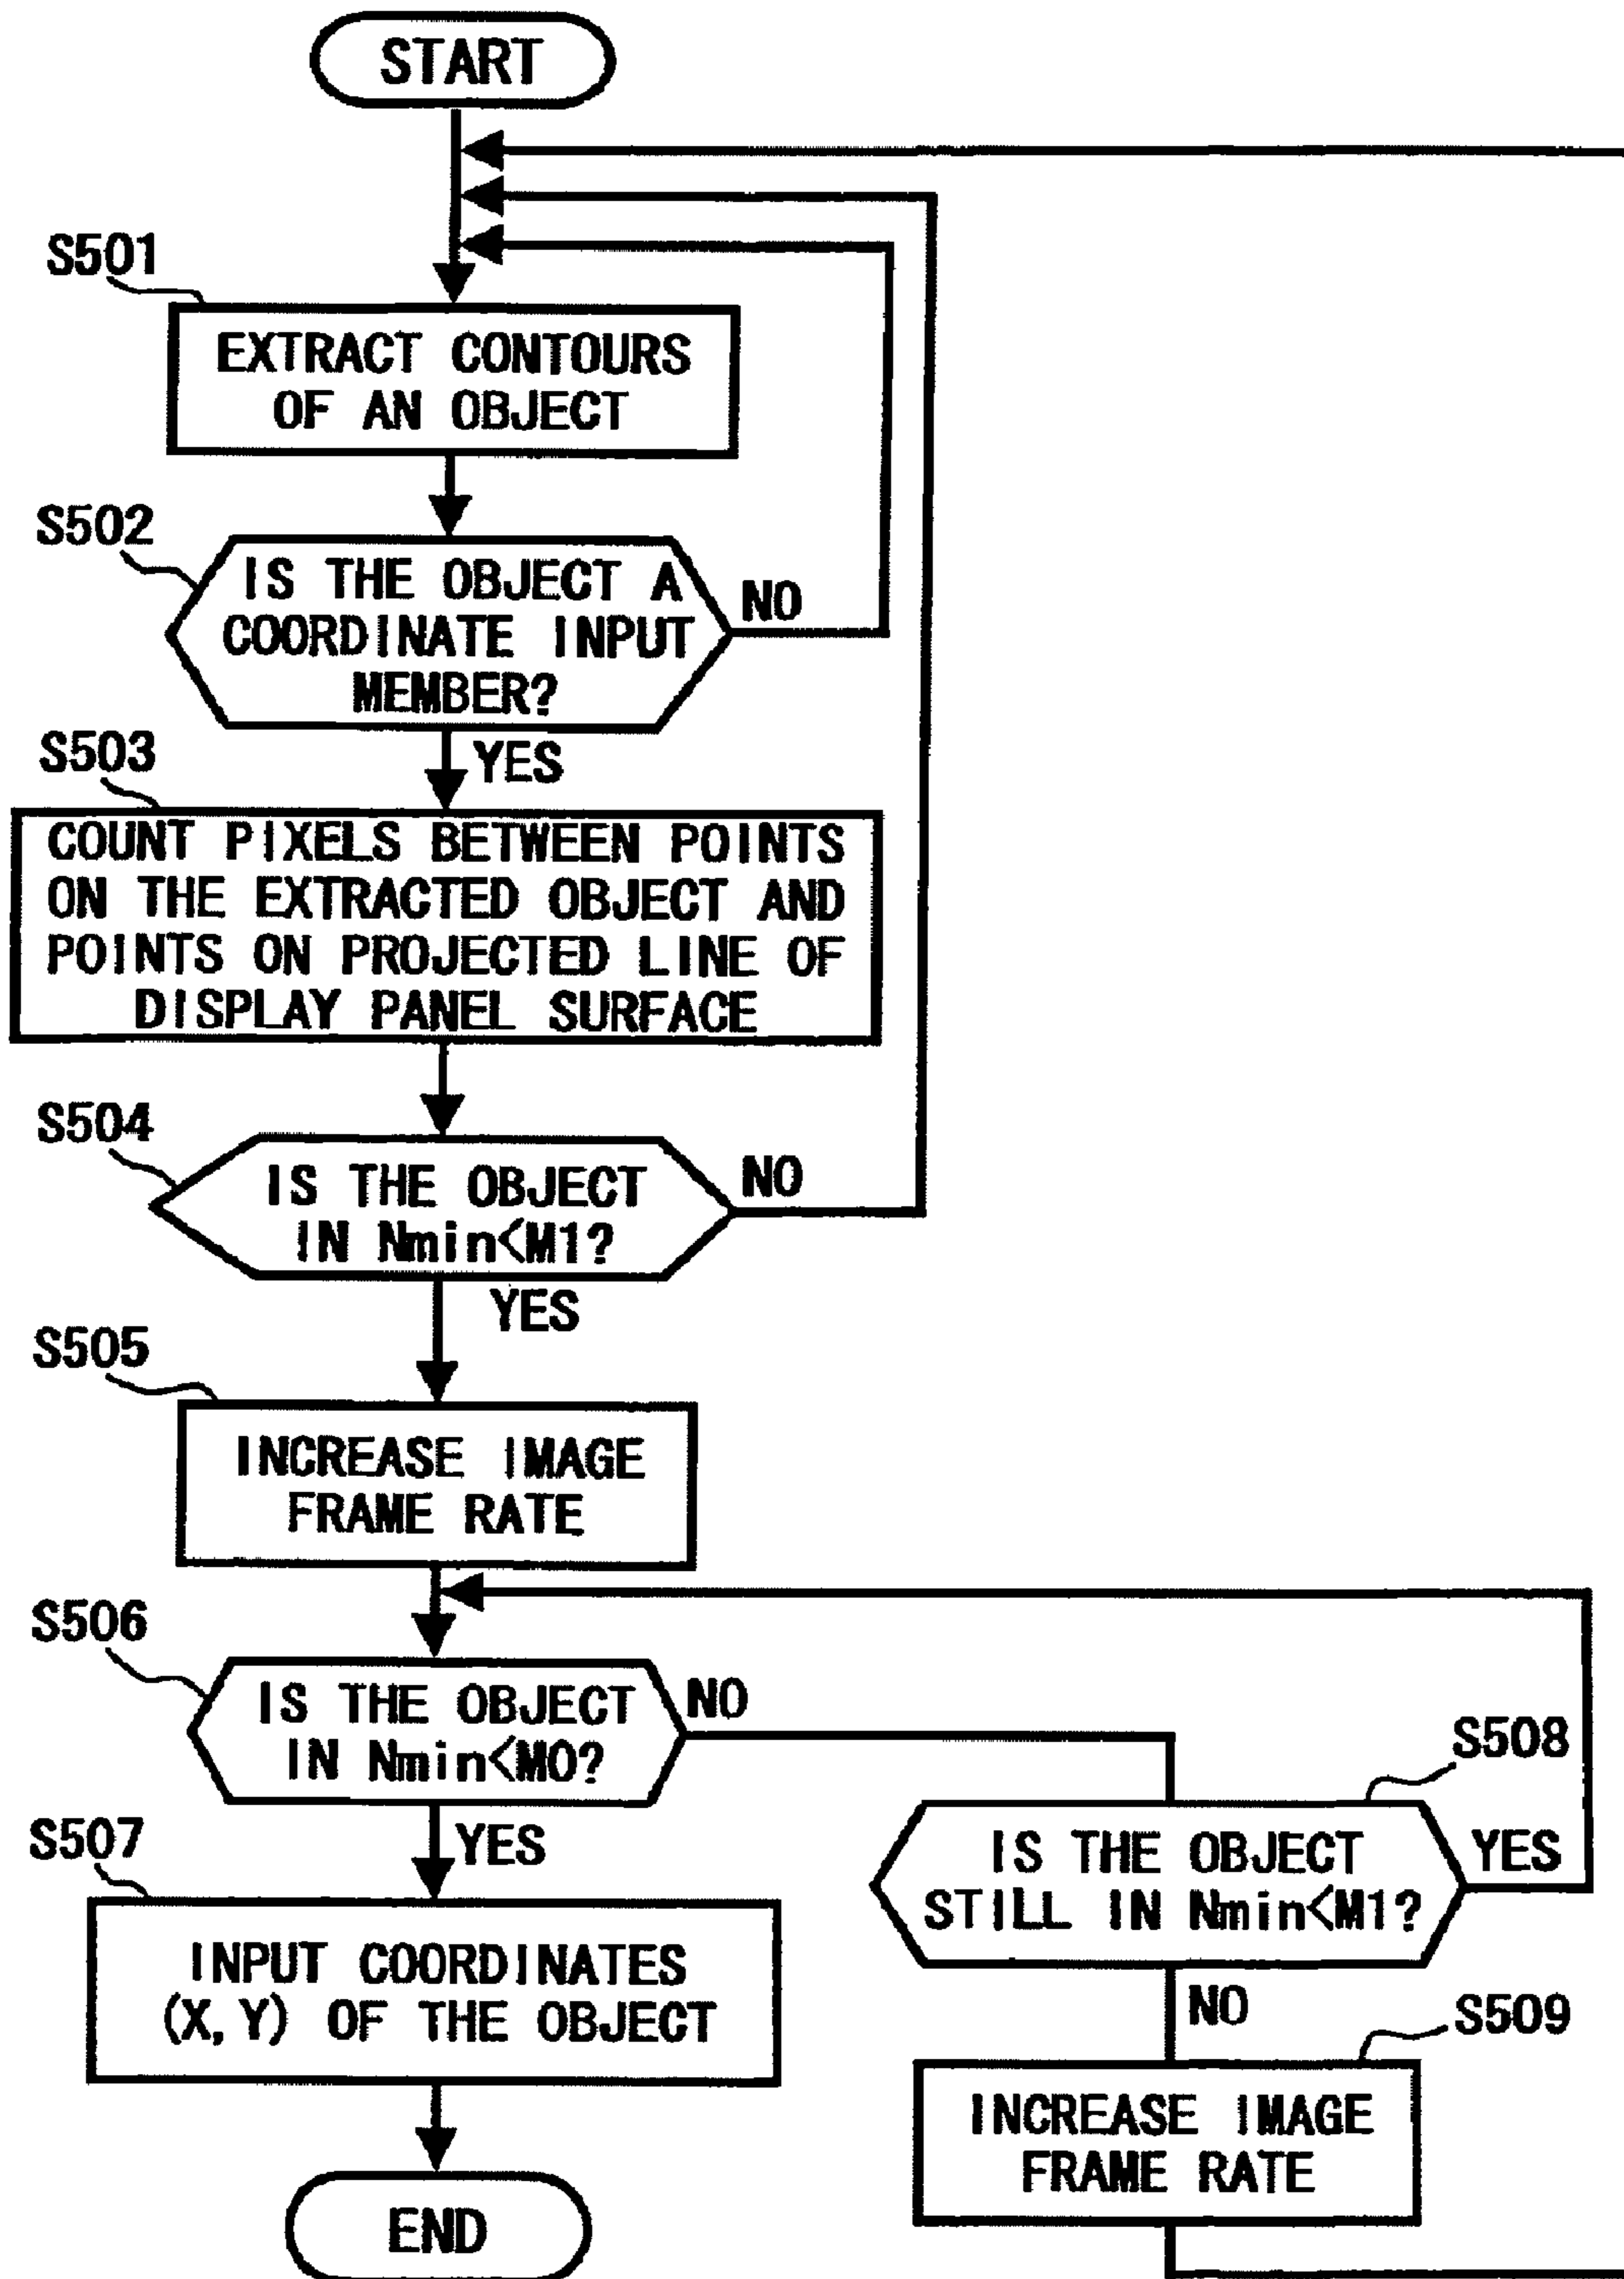 START
S501
EXTRACT CONTOURS
OF AN OBJECT
S502
IS THE OBJECT A
COORDINATE INPUT
MEMBER?
NO
YES
S503
COUNT PIXELS BETWEEN POINTS
ON THE EXTRACTED OBJECT AND
POINTS ON PROJECTED LINE OF
DISPLAY PANEL SURFACE
S504
IS THE OBJECT
IN Nmin<M1?
NO
YES
S505
INCREASE IMAGE
FRAME RATE
S506
IS THE OBJECT
IN Nmin<M0?
NO
YES
S507
INPUT COORDINATES
(X, Y) OF THE OBJECT
END
S508
IS THE OBJECT
STILL IN Nmin<M1?
YES
NO
S509
INCREASE IMAGE
FRAME RATE